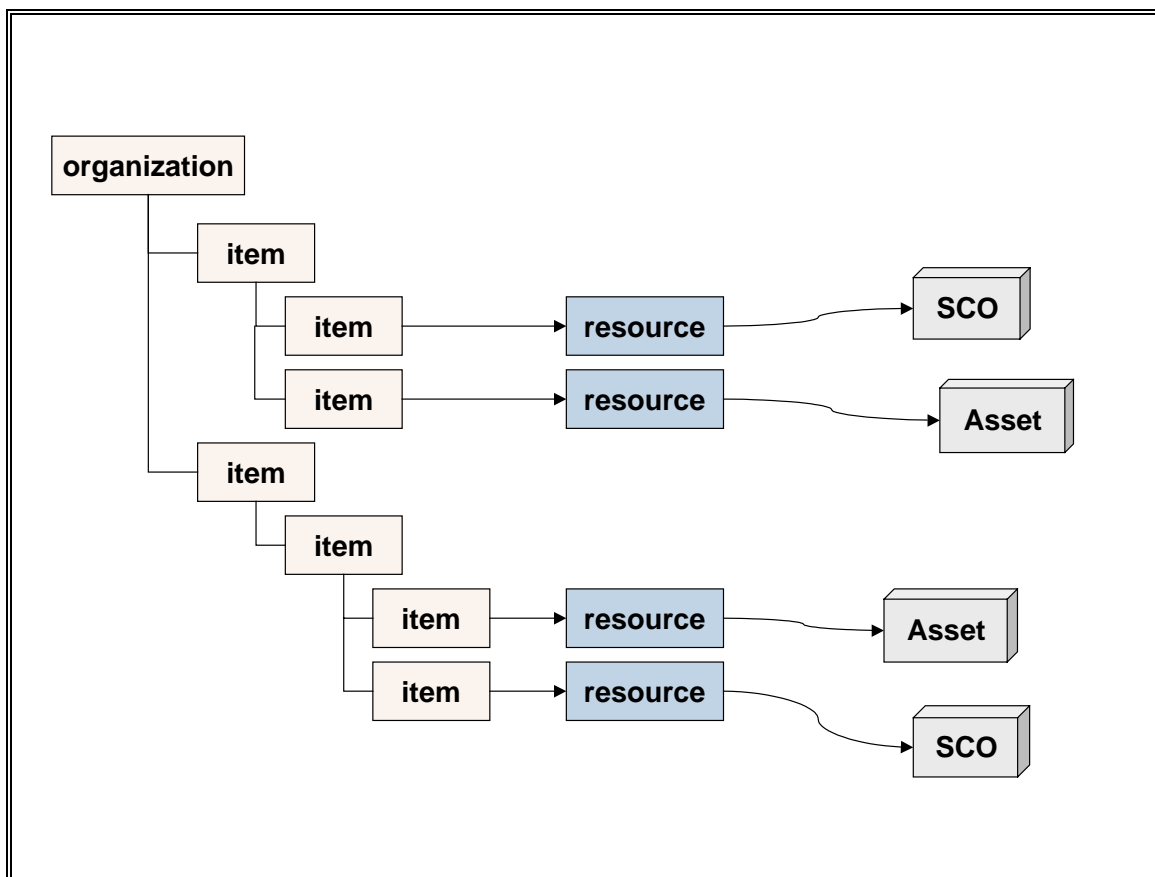 organization
item
item
resource
SCO
item
resource
Asset
item
item
item
resource
Asset
item
resource
SCO